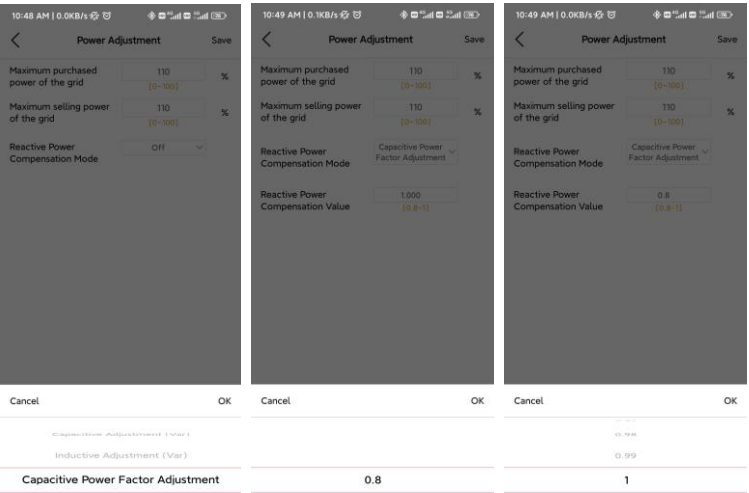 10:48 AM | 0.0KB/s
Power Adjustment
Save
Maximum purchased
power of the grid
110
[0~100]
%
Maximum selling power
of the grid
110
[0~100]
%
Reactive Power
Compensation Mode
Off
Cancel
OK
Capacitive Adjustment (Var)
Inductive Adjustment (Var)
Capacitive Power Factor Adjustment
10:49 AM | 0.1KB/s
Power Adjustment
Save
Maximum purchased
power of the grid
110
[0~100]
%
Maximum selling power
of the grid
110
[0~100]
%
Reactive Power
Compensation Mode
Capacitive Power
Factor Adjustment
Reactive Power
Compensation Value
1.000
[0.8~1]
Cancel
OK
0.8
10:49 AM | 0.0KB/s
Power Adjustment
Save
Maximum purchased
power of the grid
110
[0~100]
%
Maximum selling power
of the grid
110
[0~100]
%
Reactive Power
Compensation Mode
Capacitive Power
Factor Adjustment
Reactive Power
Compensation Value
0.8
[0.8~1]
Cancel
OK
0.98
0.99
1